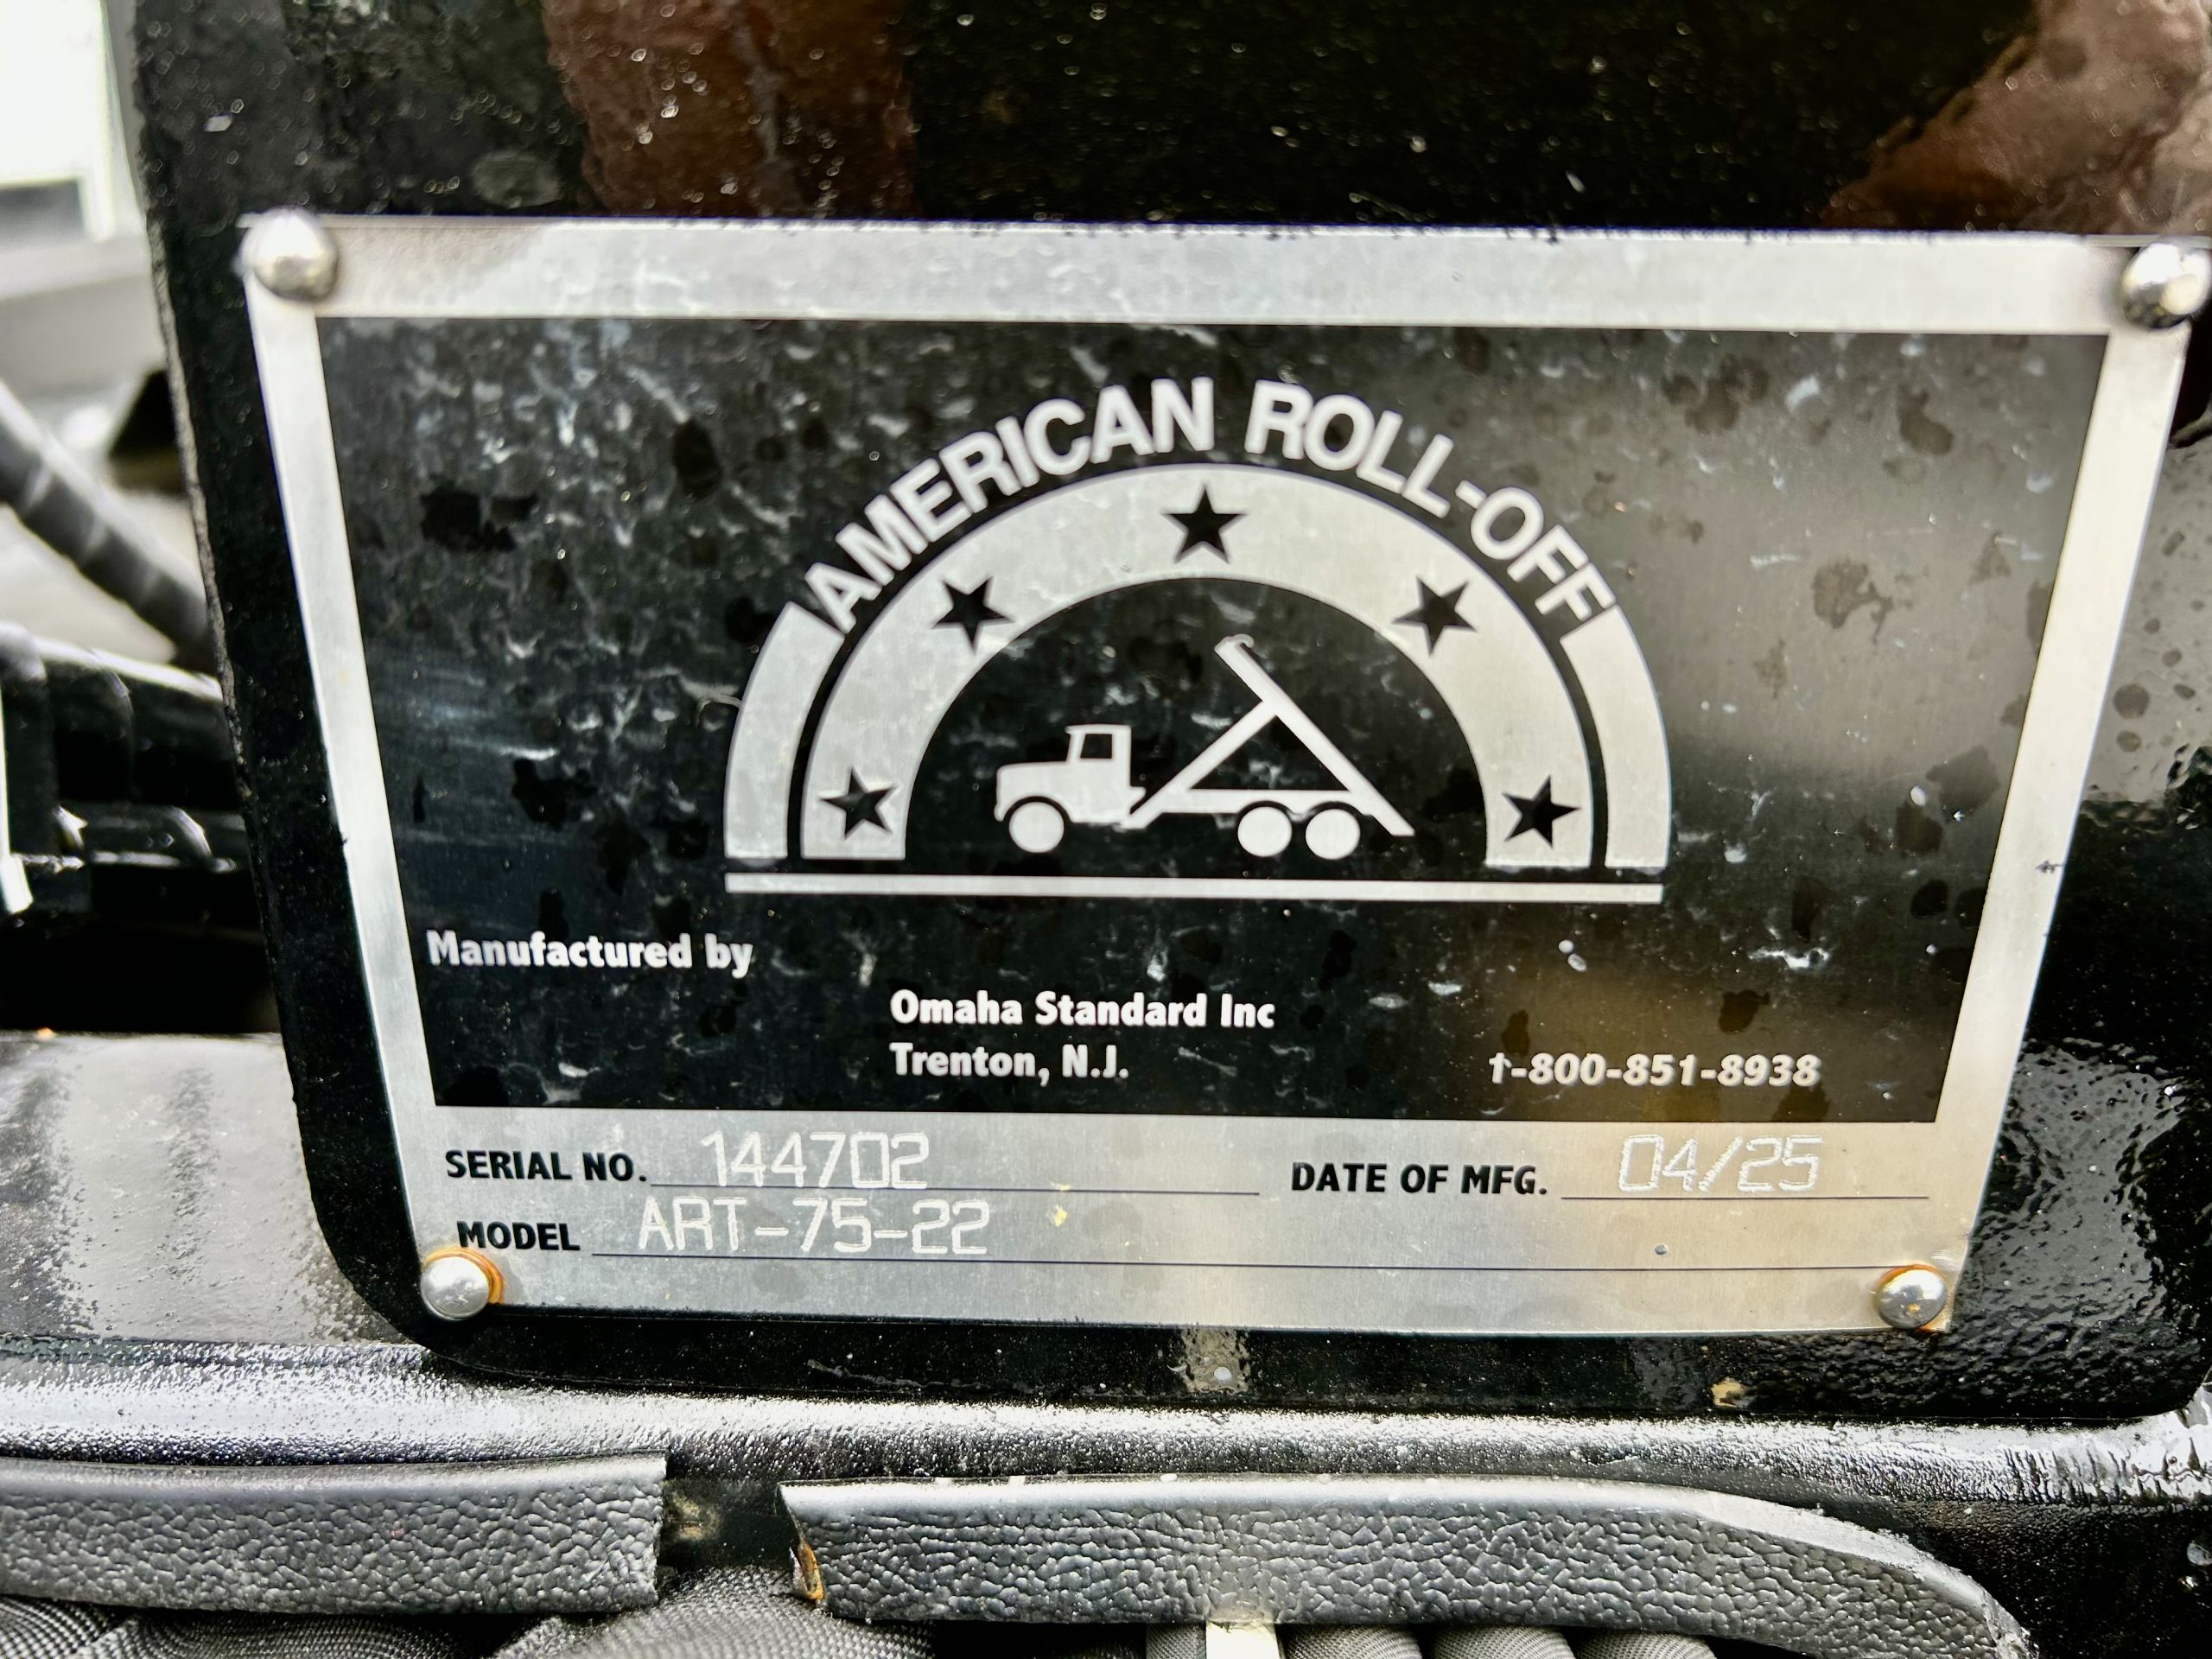 AMERICAN ROLL-OFF
Manufactured by
Omaha Standard Inc
Trenton, N.J.
1-800-851-8938
SERIAL NO. 144702
DATE OF MFG. 04/25
MODEL ART-75-22